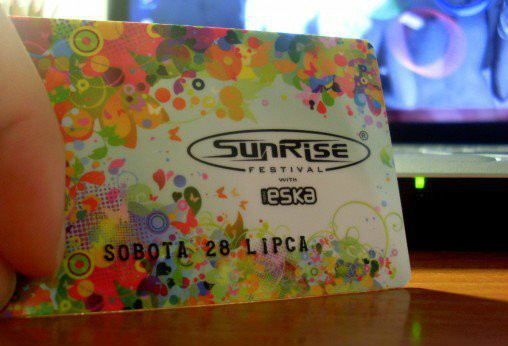 SunRise ®
FESTIVAL
WITH
ESKA
SOBOTA 28 LIPCA